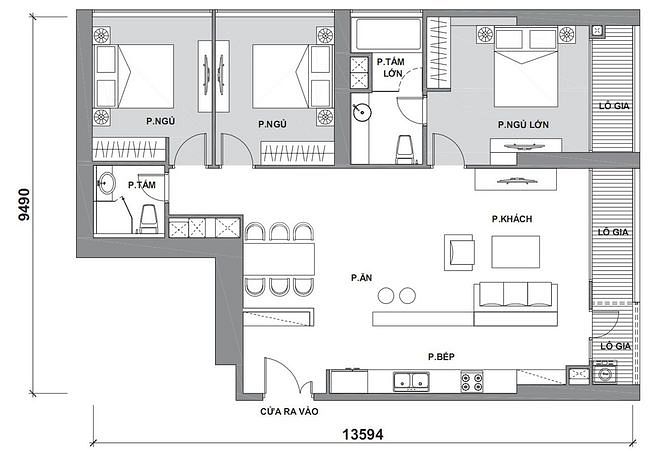 P.TẮM
LỚN
LÔ GIA
P.NGỦ
P.NGỦ
P.NGỦ LỚN
P.TẮM
9490
P.KHÁCH
LÔ GIA
P.ĂN
LÔ GIA
P.BẾP
CỬA RA VÀO
13594